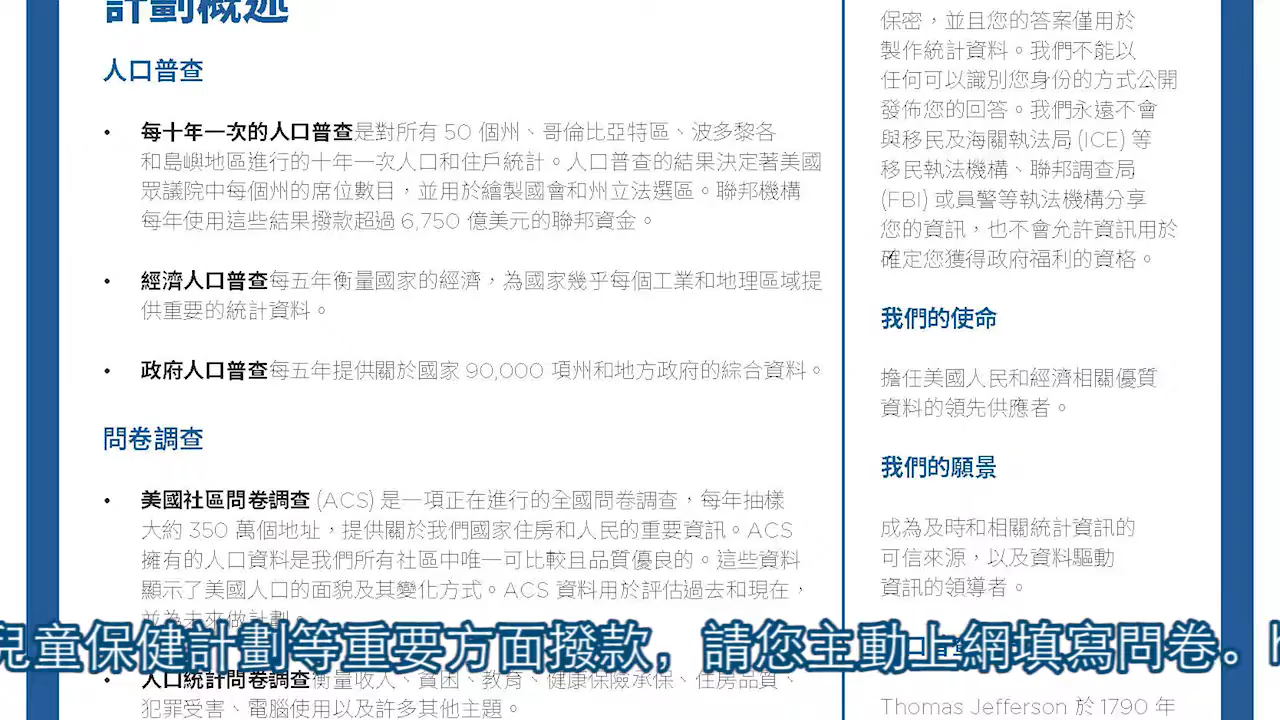 計劃概述
人口普查
• 每十年一次的人口普查是對所有 50 個州、哥倫比亞特區、波多黎各
和島嶼地區進行的十年一次人口和住戶統計。人口普查的結果決定著美國
眾議院中每個州的席位數目，並用於繪製國會和州立法選區。聯邦機構
每年使用這些結果撥款超過 6,750 億美元的聯邦資金。
• 經濟人口普查每五年衡量國家的經濟，為國家幾乎每個工業和地理區域提
供重要的統計資料。
• 政府人口普查每五年提供關於國家 90,000 項州和地方政府的綜合資料。
問卷調查
• 美國社區問卷調查 (ACS) 是一項正在進行的全國問卷調查，每年抽樣
大約 350 萬個地址，提供關於我們國家住房和人民的重要資訊。ACS
擁有的人口資料是我們所有社區中唯一可比較且品質優良的。這些資料
顯示了美國人口的面貌及其變化方式。ACS 資料用於評估過去和現在，
並為未來做計劃。
• 人口統計問卷調查衡量收入、貧困、教育、健康保險承保、住房品質、
犯罪受害、電腦使用以及許多其他主題。
保密，並且您的答案僅用於
製作統計資料。我們不能以
任何可以識別您身份的方式公開
發佈您的回答。我們永遠不會
與移民及海關執法局 (ICE) 等
移民執法機構、聯邦調查局
(FBI) 或員警等執法機構分享
您的資訊，也不會允許資訊用於
確定您獲得政府福利的資格。
我們的使命
擔任美國人民和經濟相關優質
資料的領先供應者。
我們的願景
成為及時和相關統計資訊的
可信來源，以及資料驅動
資訊的領導者。
Thomas Jefferson 於 1790 年
兒童保健計劃等重要方面撥款，請您主動上網填寫問卷。h